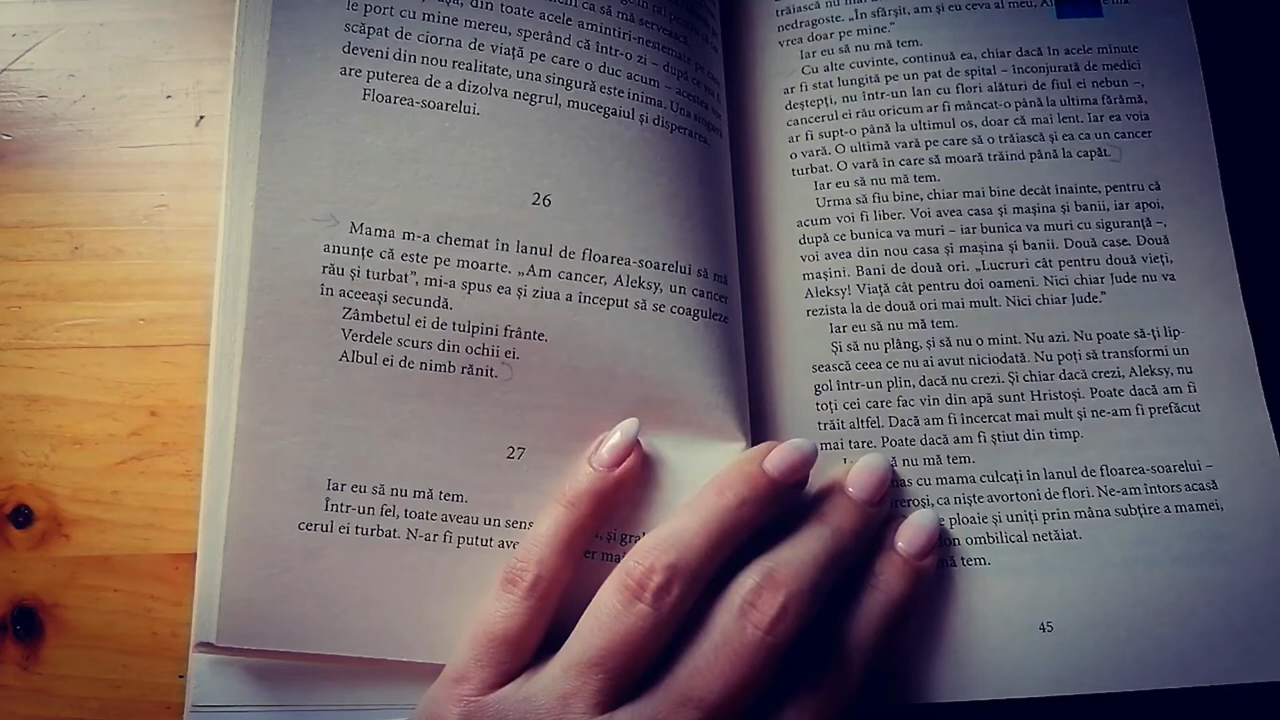 din toate acele amintiri-nestemate pe care
le port cu mine mereu, sperând că într-o zi – după ce voi fi
scăpat de ciorna de viață pe care o duc acum – acestea vor
deveni din nou realitate, una singură este inima. Una singură
are puterea de a dizolva negrul, mucegaiul și disperarea.
Floarea-soarelui.
26
Mama m-a chemat în lanul de floarea-soarelui să mă
anunțe că este pe moarte. „Am cancer, Aleksy, un cancer
rău și turbat”, mi-a spus ea și ziua a început să se coaguleze
în aceeași secundă.
Zâmbetul ei de tulpini frânte.
Verdele scurs din ochii ei.
Albul ei de nimb rănit.
27
Iar eu să nu mă tem.
Într-un fel, toate aveau un sens
cerul ei turbat. N-ar fi putut
nedragoste. „În sfârșit, am și eu ceva al meu,
vrea doar pe mine.”
Iar eu să nu mă tem.
Cu alte cuvinte, continuă ea, chiar dacă în acele minute
ar fi stat lungită pe un pat de spital – înconjurată de medici
deștepți, nu într-un lan cu flori alături de fiul ei nebun –,
cancerul ei rău oricum ar fi mâncat-o până la ultima fărâmă,
ar fi supt-o până la ultimul os, doar că mai lent. Iar ea voia
o vară. O ultimă vară pe care să o trăiască și ea ca un cancer
turbat. O vară în care să moară trăind până la capăt.
Iar eu să nu mă tem.
Urma să fiu bine, chiar mai bine decât înainte, pentru că
acum voi fi liber. Voi avea casa și mașina și banii, iar apoi,
după ce bunica va muri – iar bunica va muri cu siguranță –,
voi avea din nou casa și mașina și banii. Două case. Două
mașini. Bani de două ori. „Lucruri cât pentru două vieți,
Aleksy! Viață cât pentru doi oameni. Nici chiar Jude nu va
rezista la de două ori mai mult. Nici chiar Jude.”
Iar eu să nu mă tem.
Și să nu plâng, și să nu o mint. Nu azi. Nu poate să-ți lip-
sească ceea ce nu ai avut niciodată. Nu poți să transformi un
gol într-un plin, dacă nu crezi. Și chiar dacă crezi, Aleksy, nu
toți cei care fac vin din apă sunt Hristoși. Poate dacă am fi
trăit altfel. Dacă am fi încercat mai mult și ne-am fi prefăcut
mai tare. Poate dacă am fi știut din timp.
nu mă tem.
cu mama culcați în lanul de floarea-soarelui –
ca niște avortoni de flori. Ne-am întors acasă
ploaie și uniți prin mâna subțire a mamei,
ombilical netăiat.
tem.
45